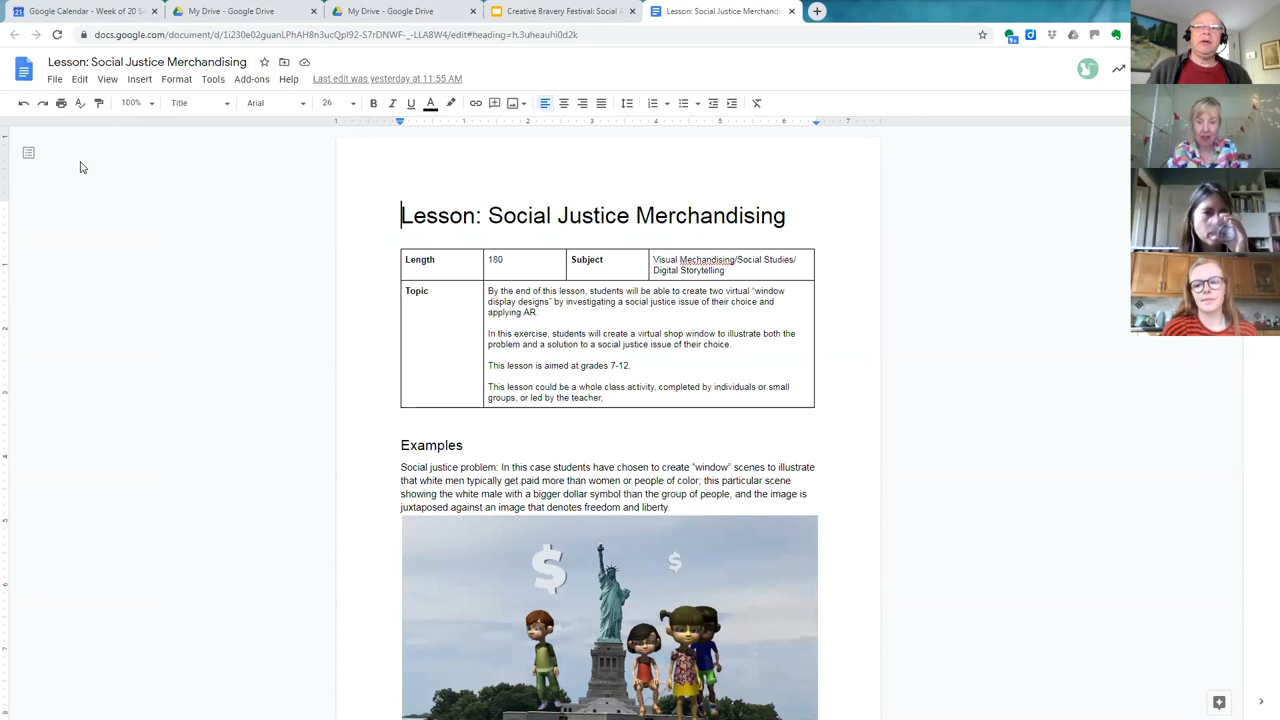 Google Calendar - Week of 20 S
My Drive - Google Drive
My Drive - Google Drive
Creative Bravery Festival: Social
Lesson: Social Justice Merchandis
docs.google.com/document/d/1i230e02guanLPhAH8n3ucQpI92-S7rDNWF-_-LLA8W4/edit#heading=h.3uheauhi0d2k
Lesson: Social Justice Merchandising
File Edit View Insert Format Tools Add-ons Help Last edit was yesterday at 11:55 AM
100% Title Arial 26
1 1 2 3 4 5 6 7
Lesson: Social Justice Merchandising
Length 180 Subject Visual Mechandising/Social Studies/
Digital Storytelling
Topic By the end of this lesson, students will be able to create two virtual “window
display designs” by investigating a social justice issue of their choice and
applying AR.
In this exercise, students will create a virtual shop window to illustrate both the
problem and a solution to a social justice issue of their choice.
This lesson is aimed at grades 7-12.
This lesson could be a whole class activity, completed by individuals or small
groups, or led by the teacher,
Examples
Social justice problem: In this case students have chosen to create “window” scenes to illustrate
that white men typically get paid more than women or people of color; this particular scene
showing the white male with a bigger dollar symbol than the group of people, and the image is
juxtaposed against an image that denotes freedom and liberty.
$ $